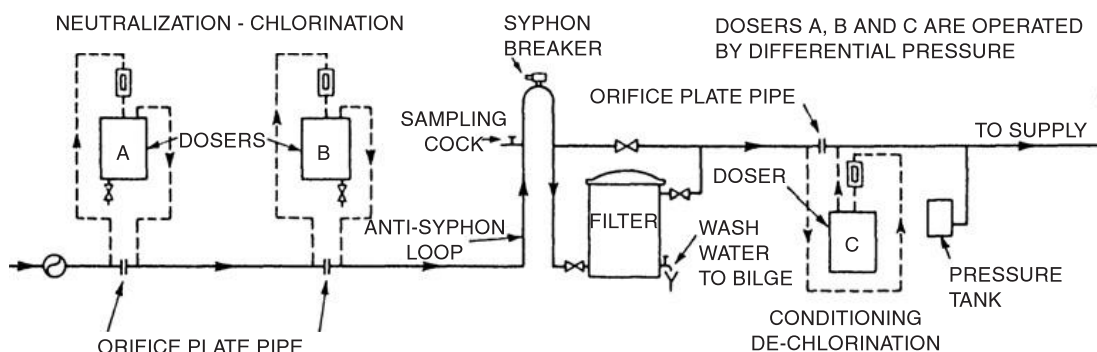 NEUTRALIZATION - CHLORINATION
SYPHON
BREAKER
DOSERS A, B AND C ARE OPERATED
BY DIFFERENTIAL PRESSURE
ORIFICE PLATE PIPE
SAMPLING
COCK
TO SUPPLY
A
DOSERS
B
DOSER
FILTER
ANTI-SYPHON
LOOP
WASH
WATER
TO BILGE
C
PRESSURE
TANK
CONDITIONING
DE-CHLORINATION
ORIFICE PLATE PIPE